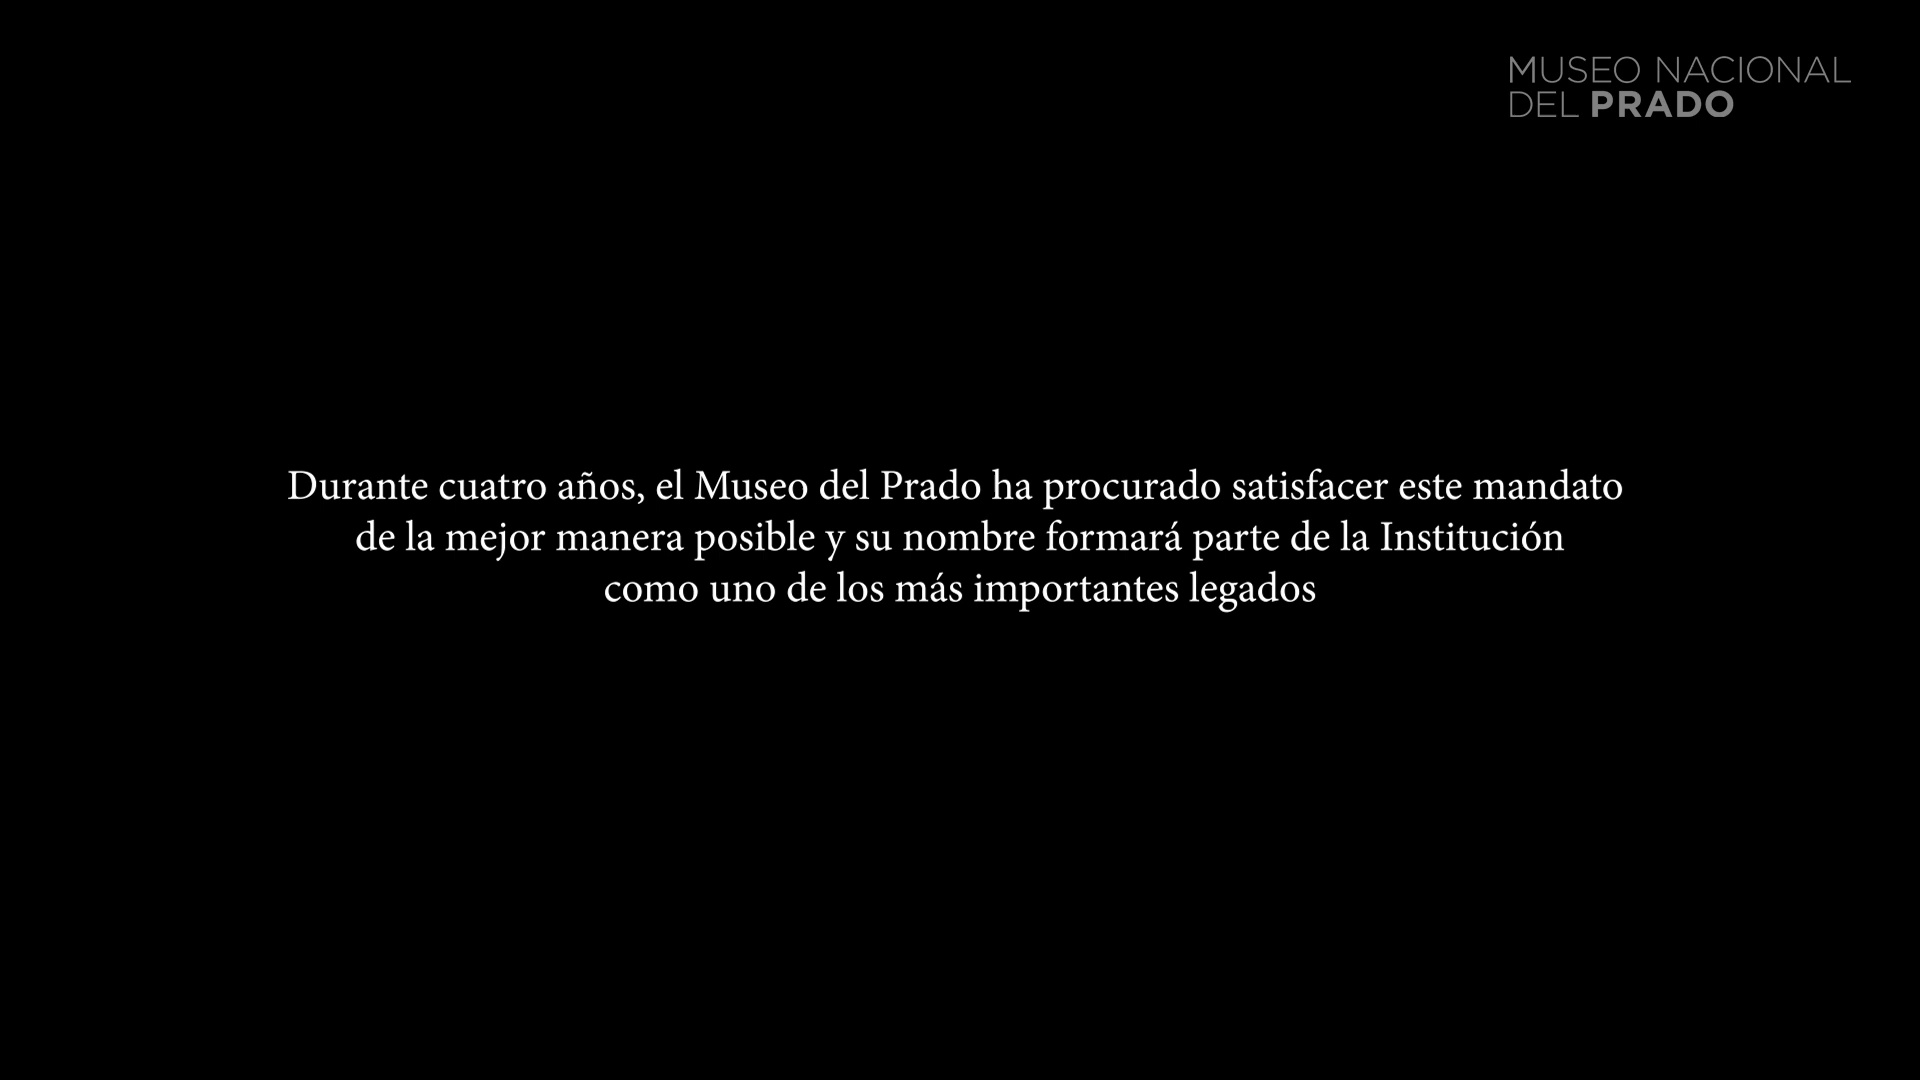 MUSEO NACIONAL
DEL PRADO
Durante cuatro años, el Museo del Prado ha procurado satisfacer este mandato
de la mejor manera posible y su nombre formará parte de la Institución
como uno de los más importantes legados